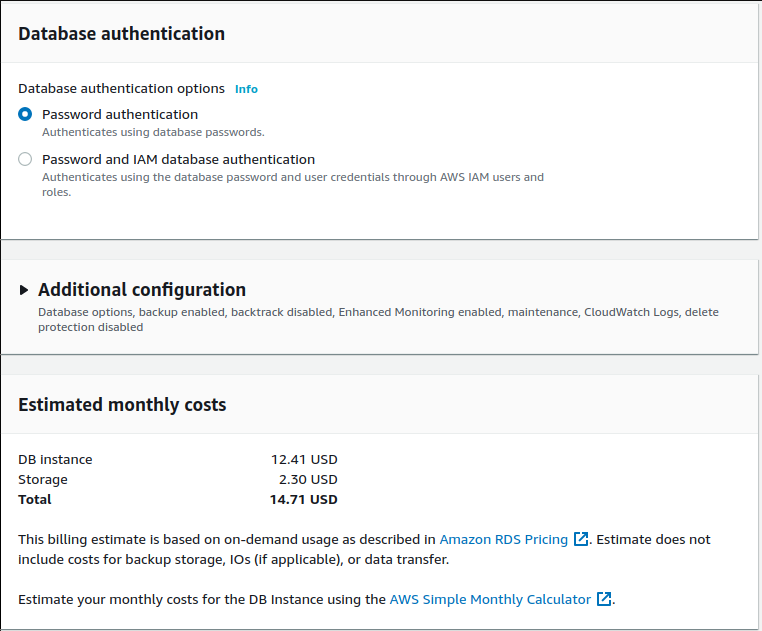 Database authentication
Database authentication options Info
Password authentication
Authenticates using database passwords.
Password and IAM database authentication
Authenticates using the database password and user credentials through AWS IAM users and
roles.
Additional configuration
Database options, backup enabled, backtrack disabled, Enhanced Monitoring enabled, maintenance, CloudWatch Logs, delete
protection disabled
Estimated monthly costs
DB instance 12.41 USD
Storage 2.30 USD
Total 14.71 USD
This billing estimate is based on on-demand usage as described in Amazon RDS Pricing. Estimate does not
include costs for backup storage, IOs (if applicable), or data transfer.
Estimate your monthly costs for the DB Instance using the AWS Simple Monthly Calculator.